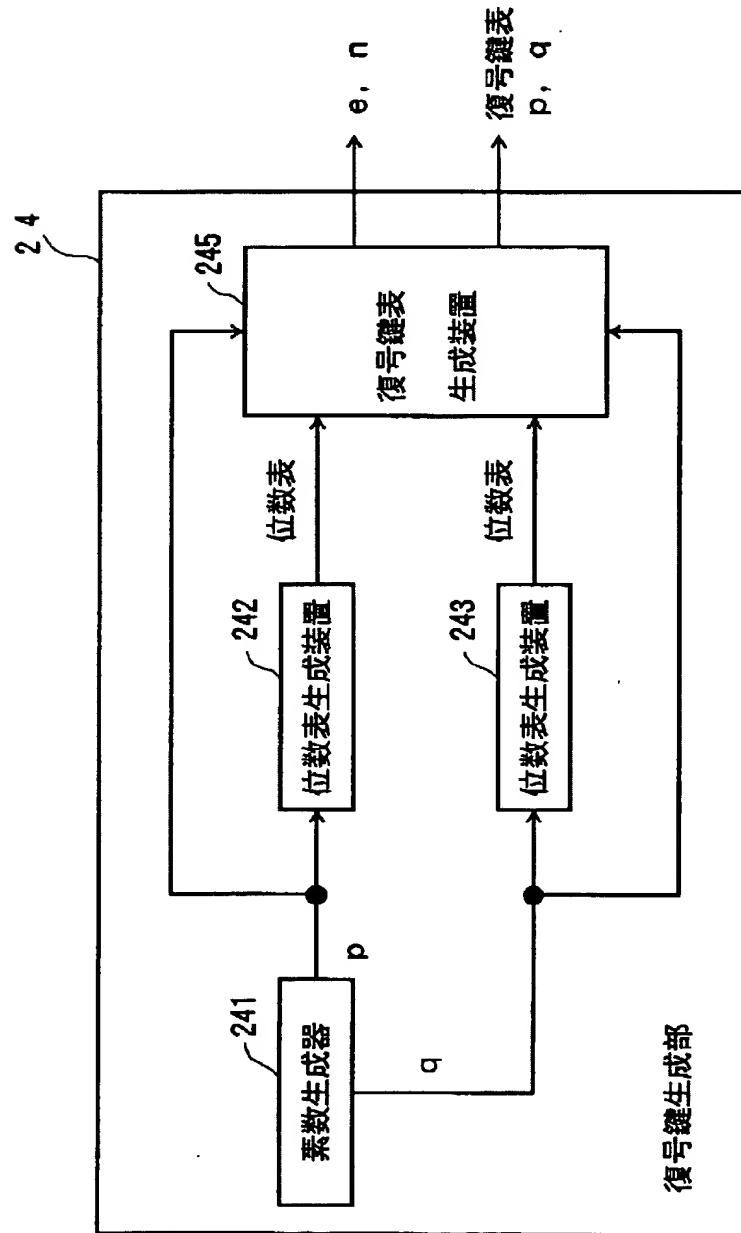 24
241
素数生成器
p
q
242
位数表生成装置
位数表
243
位数表生成装置
位数表
245
復号鍵表
生成装置
e, n
復号鍵表
p, q
復号鍵生成部